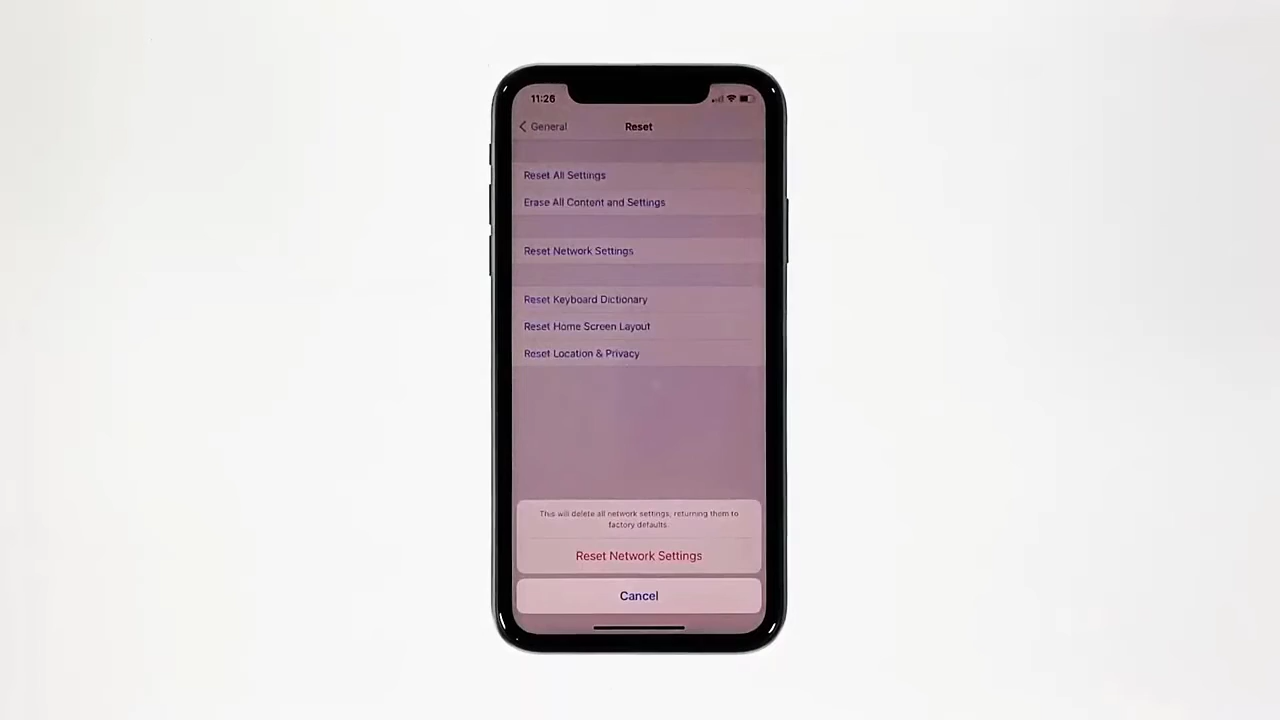 11:26
General
Reset
Reset All Settings
Erase All Content and Settings
Reset Network Settings
Reset Keyboard Dictionary
Reset Home Screen Layout
Reset Location & Privacy
This will delete all network settings, returning them to
factory defaults.
Reset Network Settings
Cancel